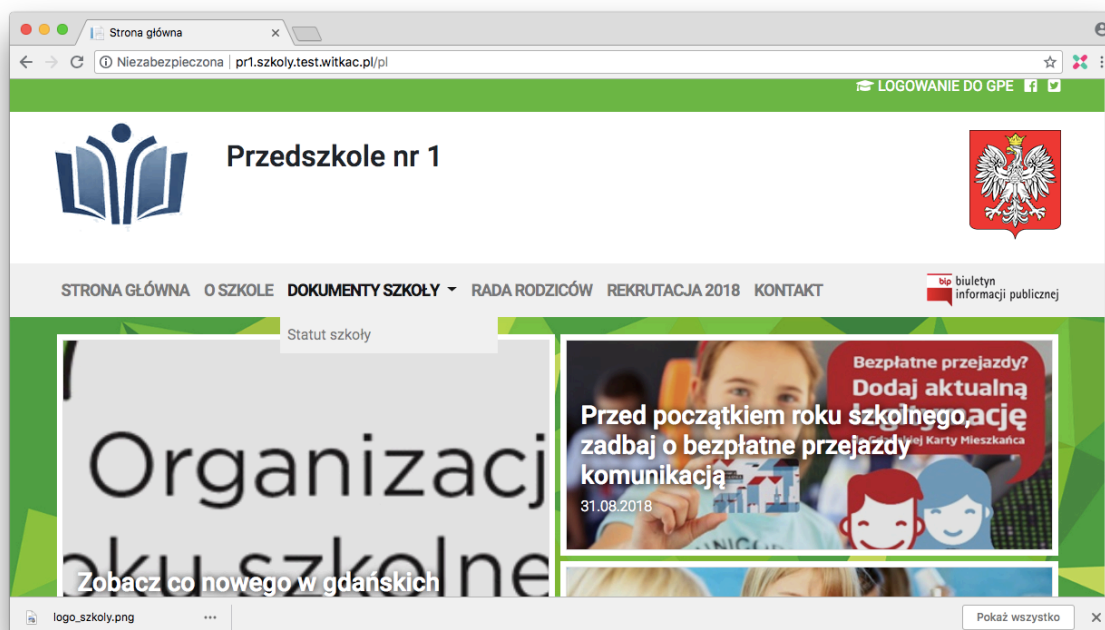 Strona główna
Niezabezpieczona | pr1.szkoly.test.witkac.pl/pl
LOGOWANIE DO GPE
Przedszkole nr 1
STRONA GŁÓWNA O SZKOLE DOKUMENTY SZKOŁY RADA RODZICÓW REKRUTACJA 2018 KONTAKT
bip biuletyn
informacji publicznej
Statut szkoły
Organizacj
oku szkolne
Zobacz co nowego w gdańskich
Bezpłatne przejazdy?
Dodaj aktualną
Karty Mieszkańca
Przed początkiem roku szkolnego,
zadbaj o bezpłatne przejazdy
komunikacją
31.08.2018
UNICO
logo_szkoly.png
Pokaż wszystko